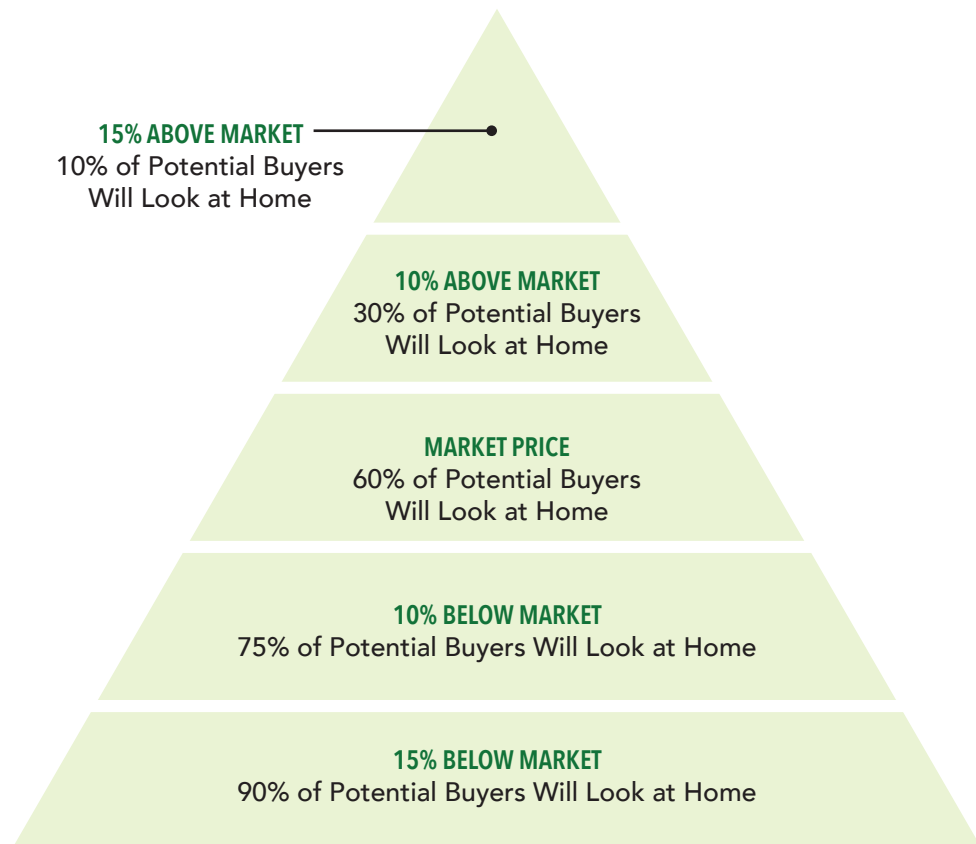 15% ABOVE MARKET
10% of Potential Buyers
Will Look at Home
10% ABOVE MARKET
30% of Potential Buyers
Will Look at Home
MARKET PRICE
60% of Potential Buyers
Will Look at Home
10% BELOW MARKET
75% of Potential Buyers Will Look at Home
15% BELOW MARKET
90% of Potential Buyers Will Look at Home